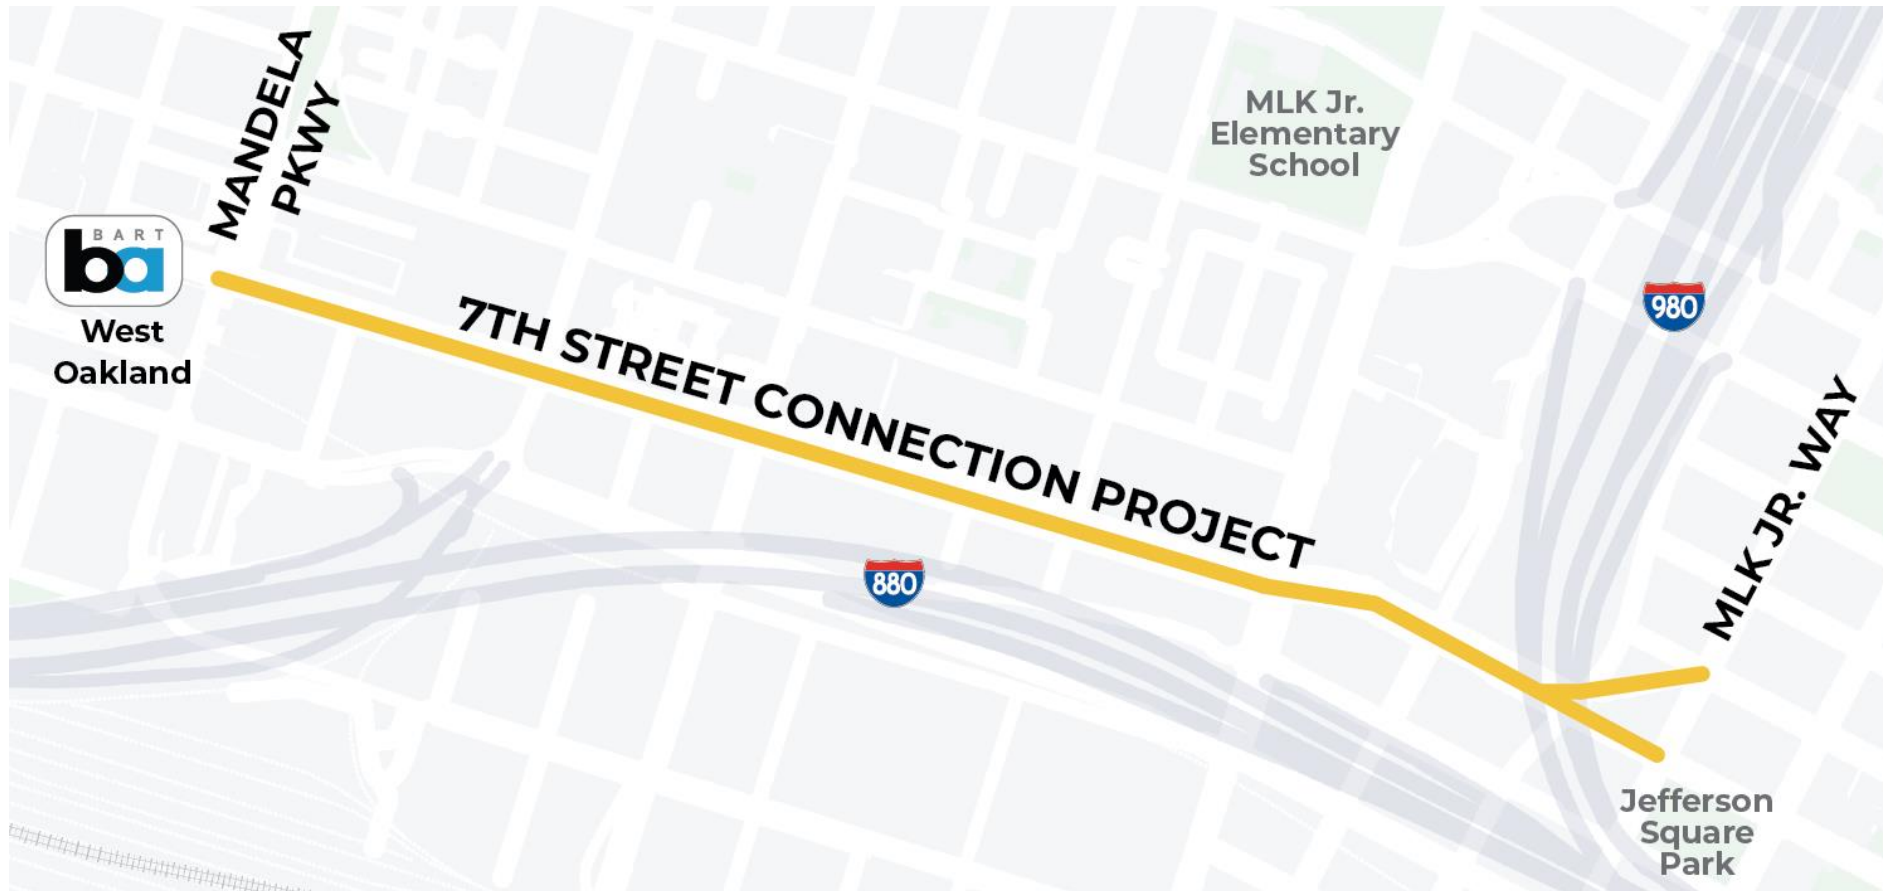 MANDELA
PKWY
BART
ba
West
Oakland
7TH STREET CONNECTION PROJECT
MLK Jr.
Elementary
School
980
880
MLK JR. WAY
Jefferson
Square
Park